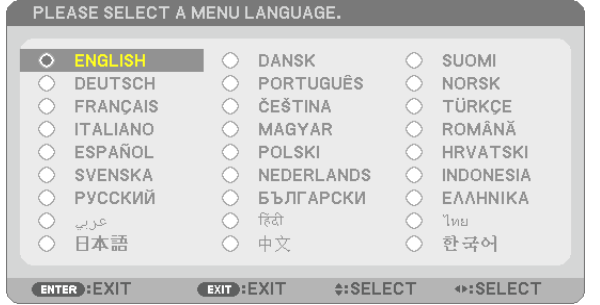 PLEASE SELECT A MENU LANGUAGE.
ENGLISH DANSK SUOMI
DEUTSCH PORTUGUÊS NORSK
FRANÇAIS ČEŠTINA TÜRKÇE
ITALIANO MAGYAR ROMÂNĂ
ESPAÑOL POLSKI HRVATSKI
SVENSKA NEDERLANDS INDONESIA
РУССКИЙ БЪЛГАРСКИ ΕΛΛΗΝΙΚΑ
عربي हिंदी ไทย
日本語 中文 한국어
ENTER :EXIT EXIT :EXIT :SELECT :SELECT